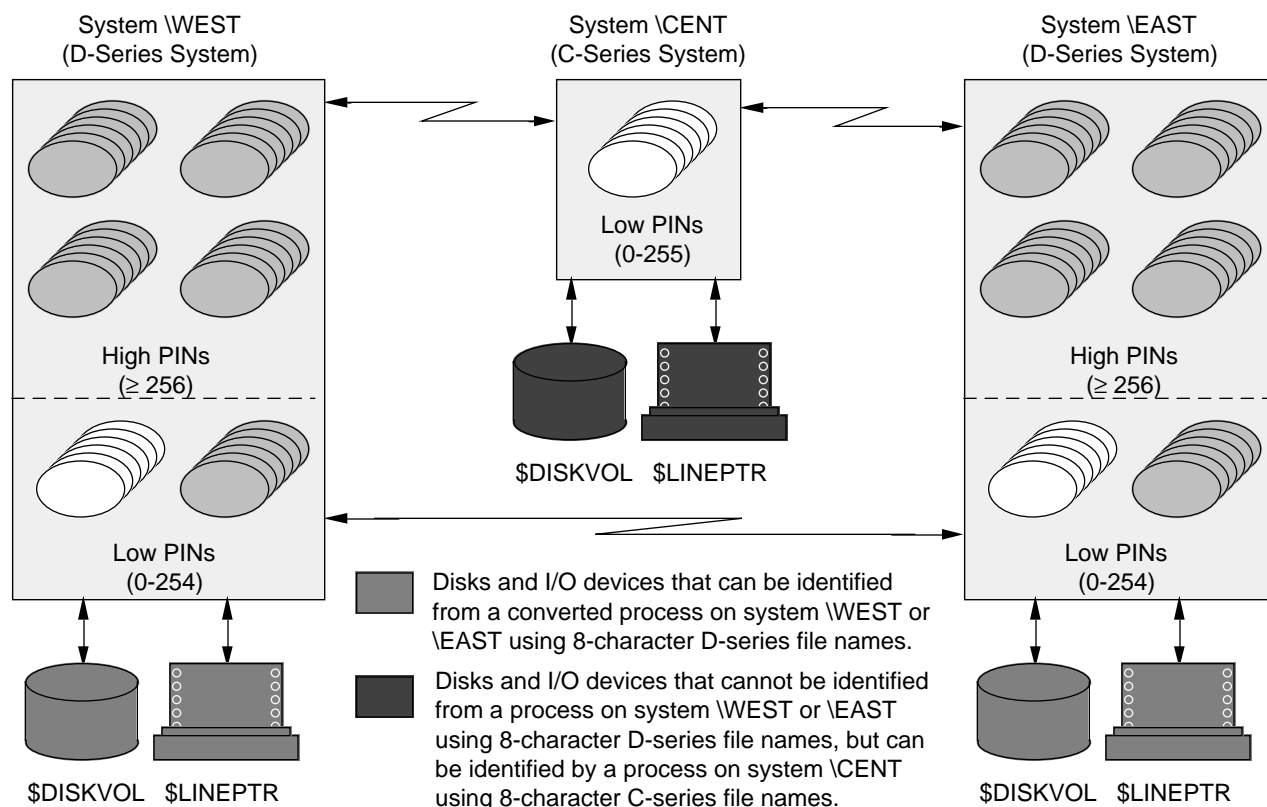 System \WEST
(D-Series System)
System \CENT
(C-Series System)
System \EAST
(D-Series System)
High PINs
(≥ 256)
Low PINs
(0-254)
Low PINs
(0-255)
High PINs
(≥ 256)
Low PINs
(0-254)
$DISKVOL
$LINEPTR
$DISKVOL
$LINEPTR
$DISKVOL
$LINEPTR
Disks and I/O devices that can be identified
from a converted process on system \WEST or
\EAST using 8-character D-series file names.
Disks and I/O devices that cannot be identified
from a process on system \WEST or \EAST
using 8-character D-series file names, but can
be identified by a process on system \CENT
using 8-character C-series file names.